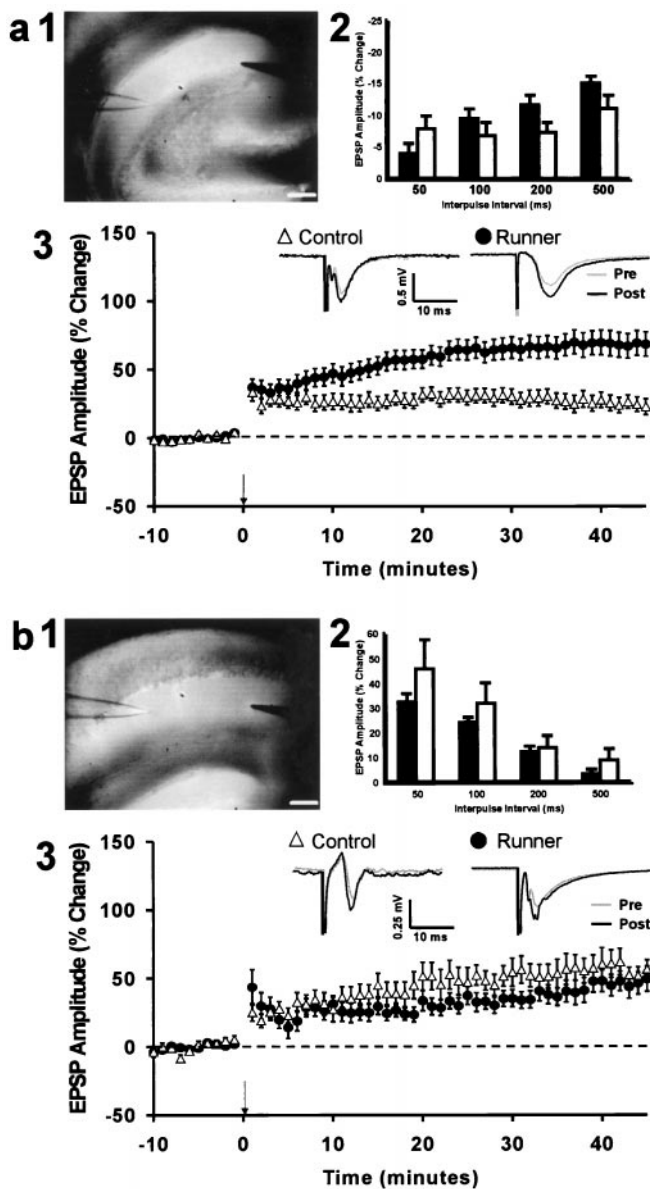 a 1
2
EPSP Amplitude (% Change)
-25
-20
-15
-10
-5
0
50 100 200 500
Interpulse Interval (ms)
3
EPSP Amplitude (% Change)
150
100
50
0
-50
△ Control ● Runner
0.5 mV
10 ms
Pre
Post
-10 0 10 20 30 40
Time (minutes)
b 1
2
EPSP Amplitude (% Change)
60
50
40
30
20
10
0
50 100 200 500
Interpulse Interval (ms)
3
EPSP Amplitude (% Change)
150
100
50
0
-50
△ Control ● Runner
0.25 mV
10 ms
Pre
Post
-10 0 10 20 30 40
Time (minutes)